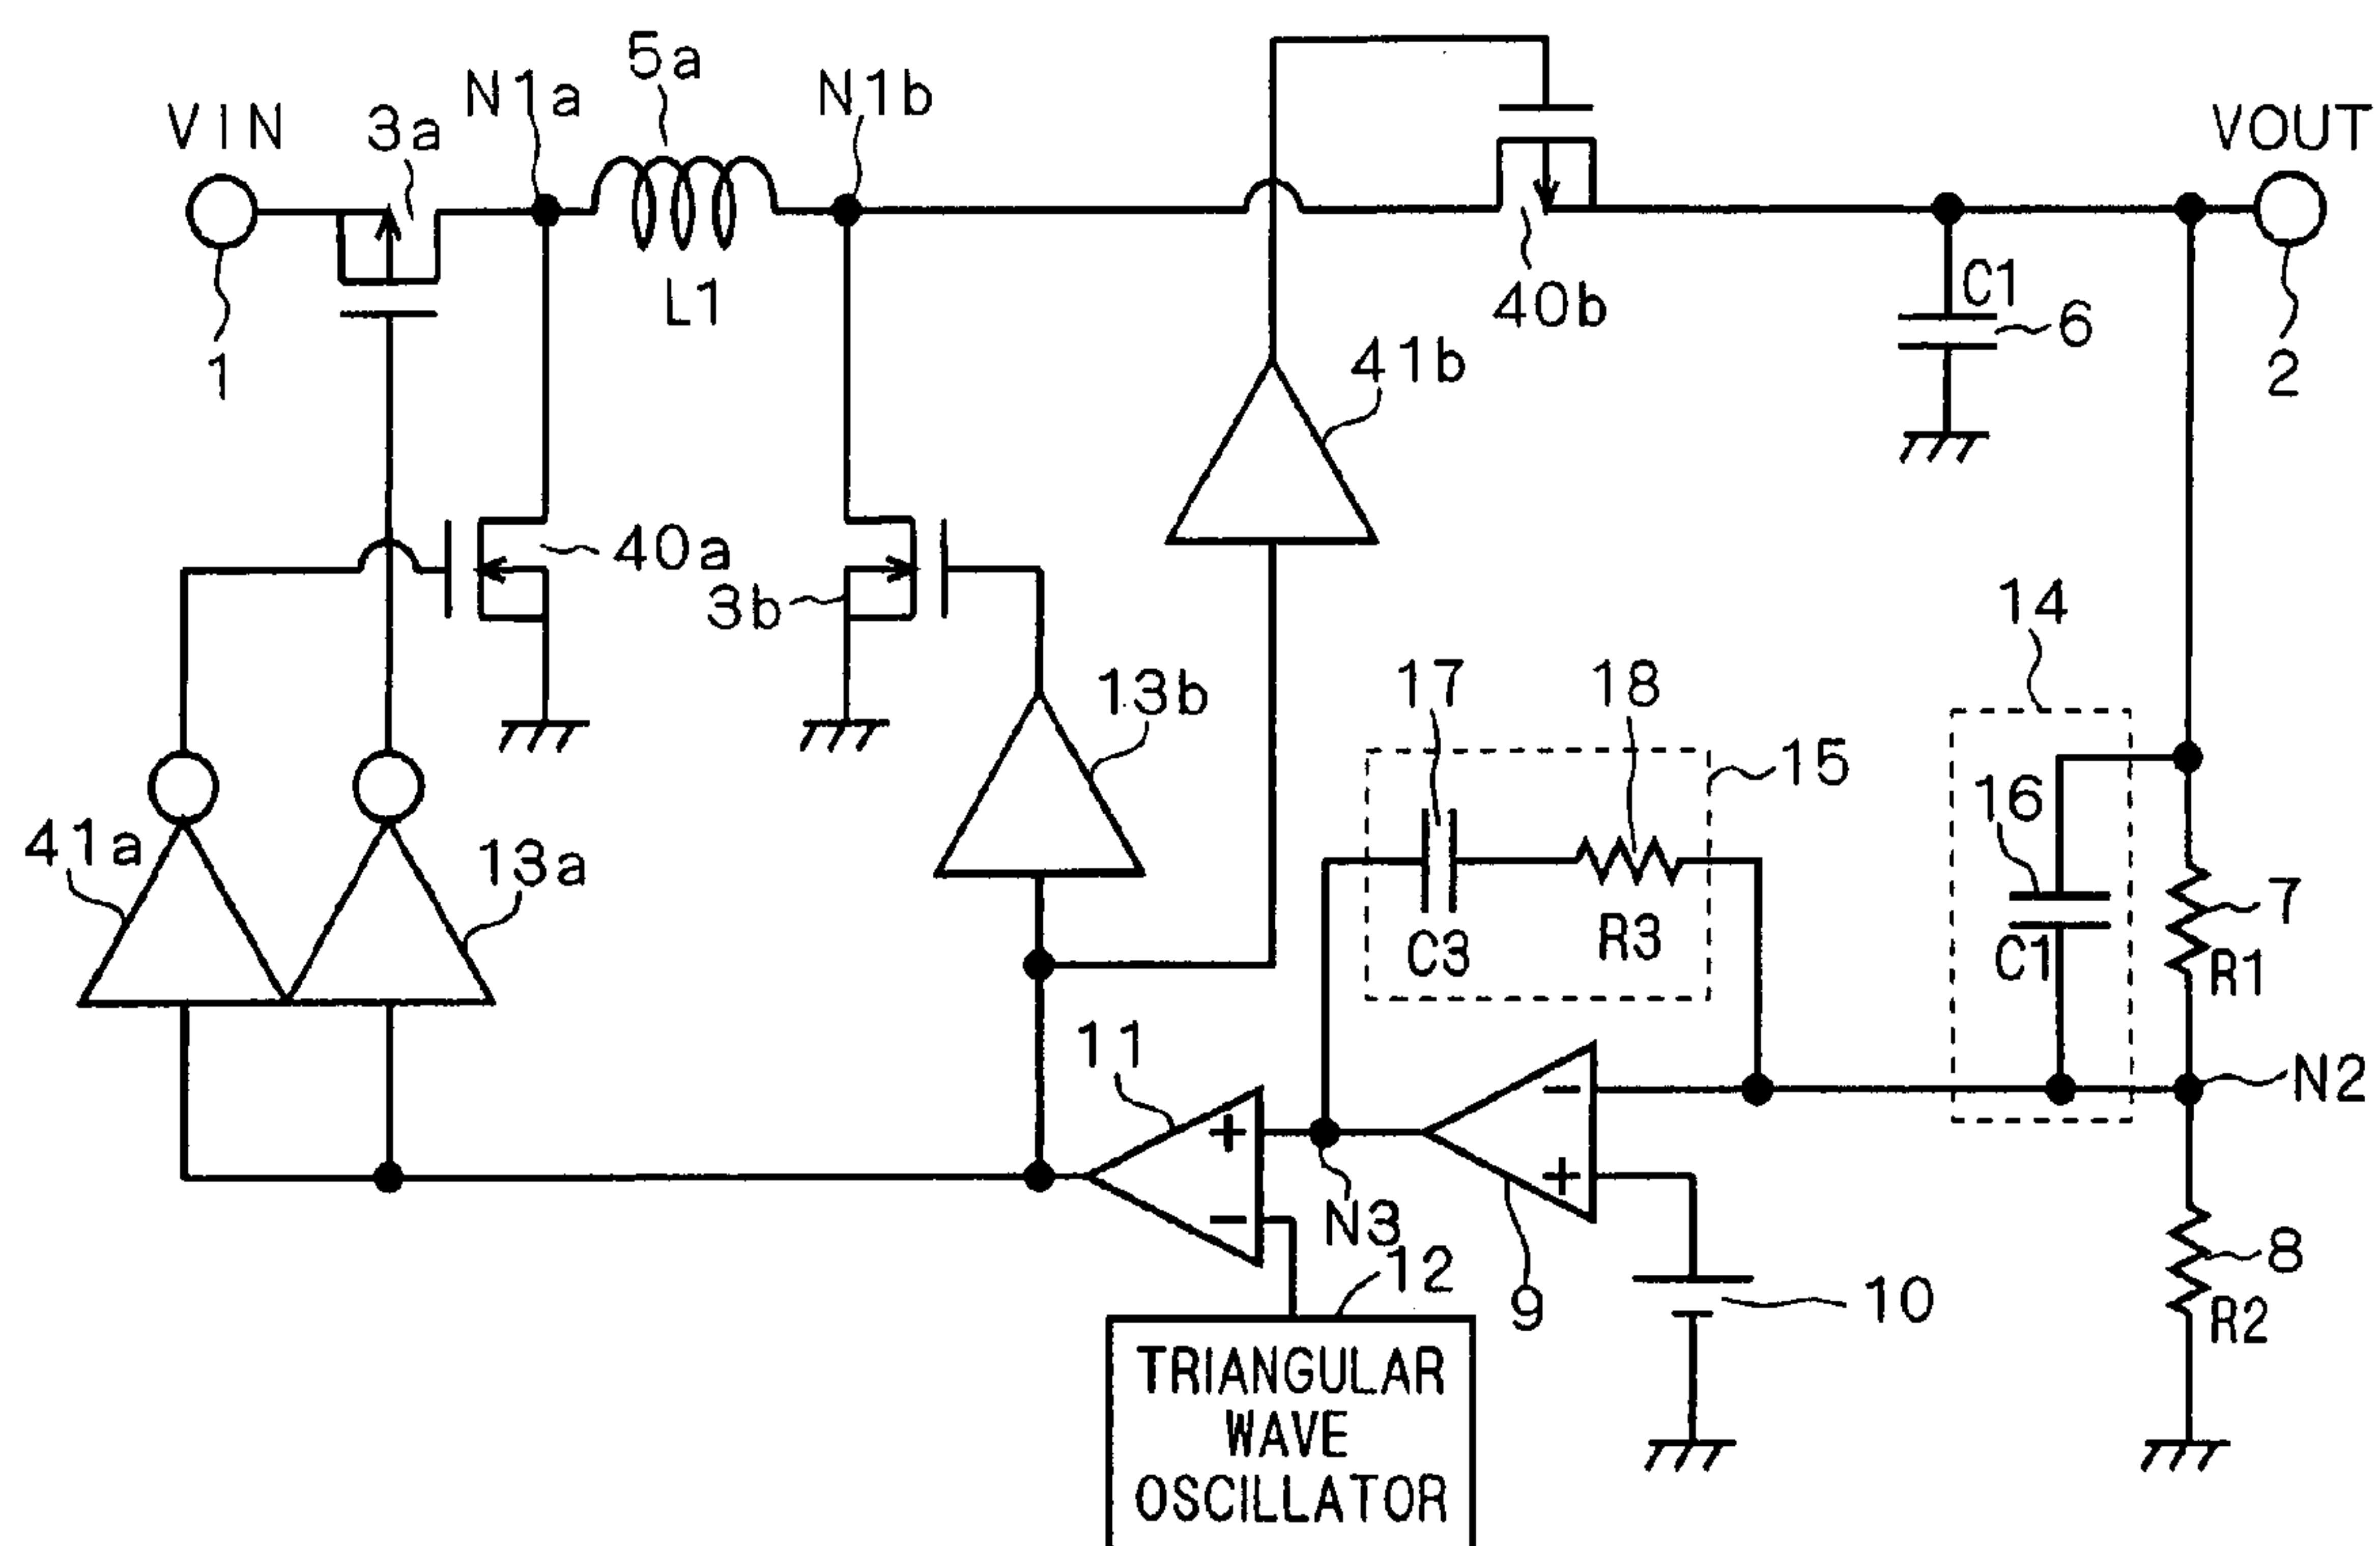 5a
N1a
N1b
VIN
3a
VOUT
L1
C1
6
40b
1
41b
2
40a
3b
14
17
18
13b
15
16
41a
13a
7
C3
R3
C1
R1
11
N2
+
−
−
+
N3
12
9
10
8
R2
TRIANGULAR
WAVE
OSCILLATOR